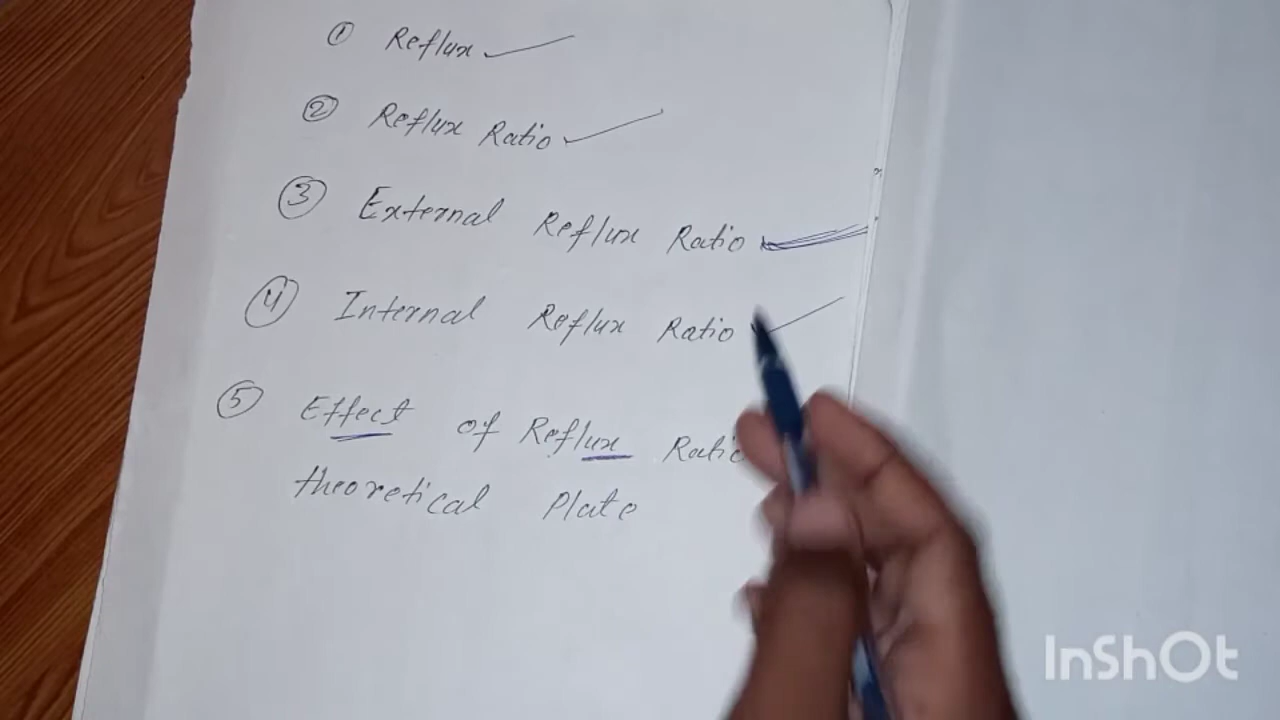 ① Reflux
② Reflux Ratio
③ External Reflux Ratio
④ Internal Reflux Ratio
⑤ Effect of Reflux Ratio
theoretical Plate
InShOt